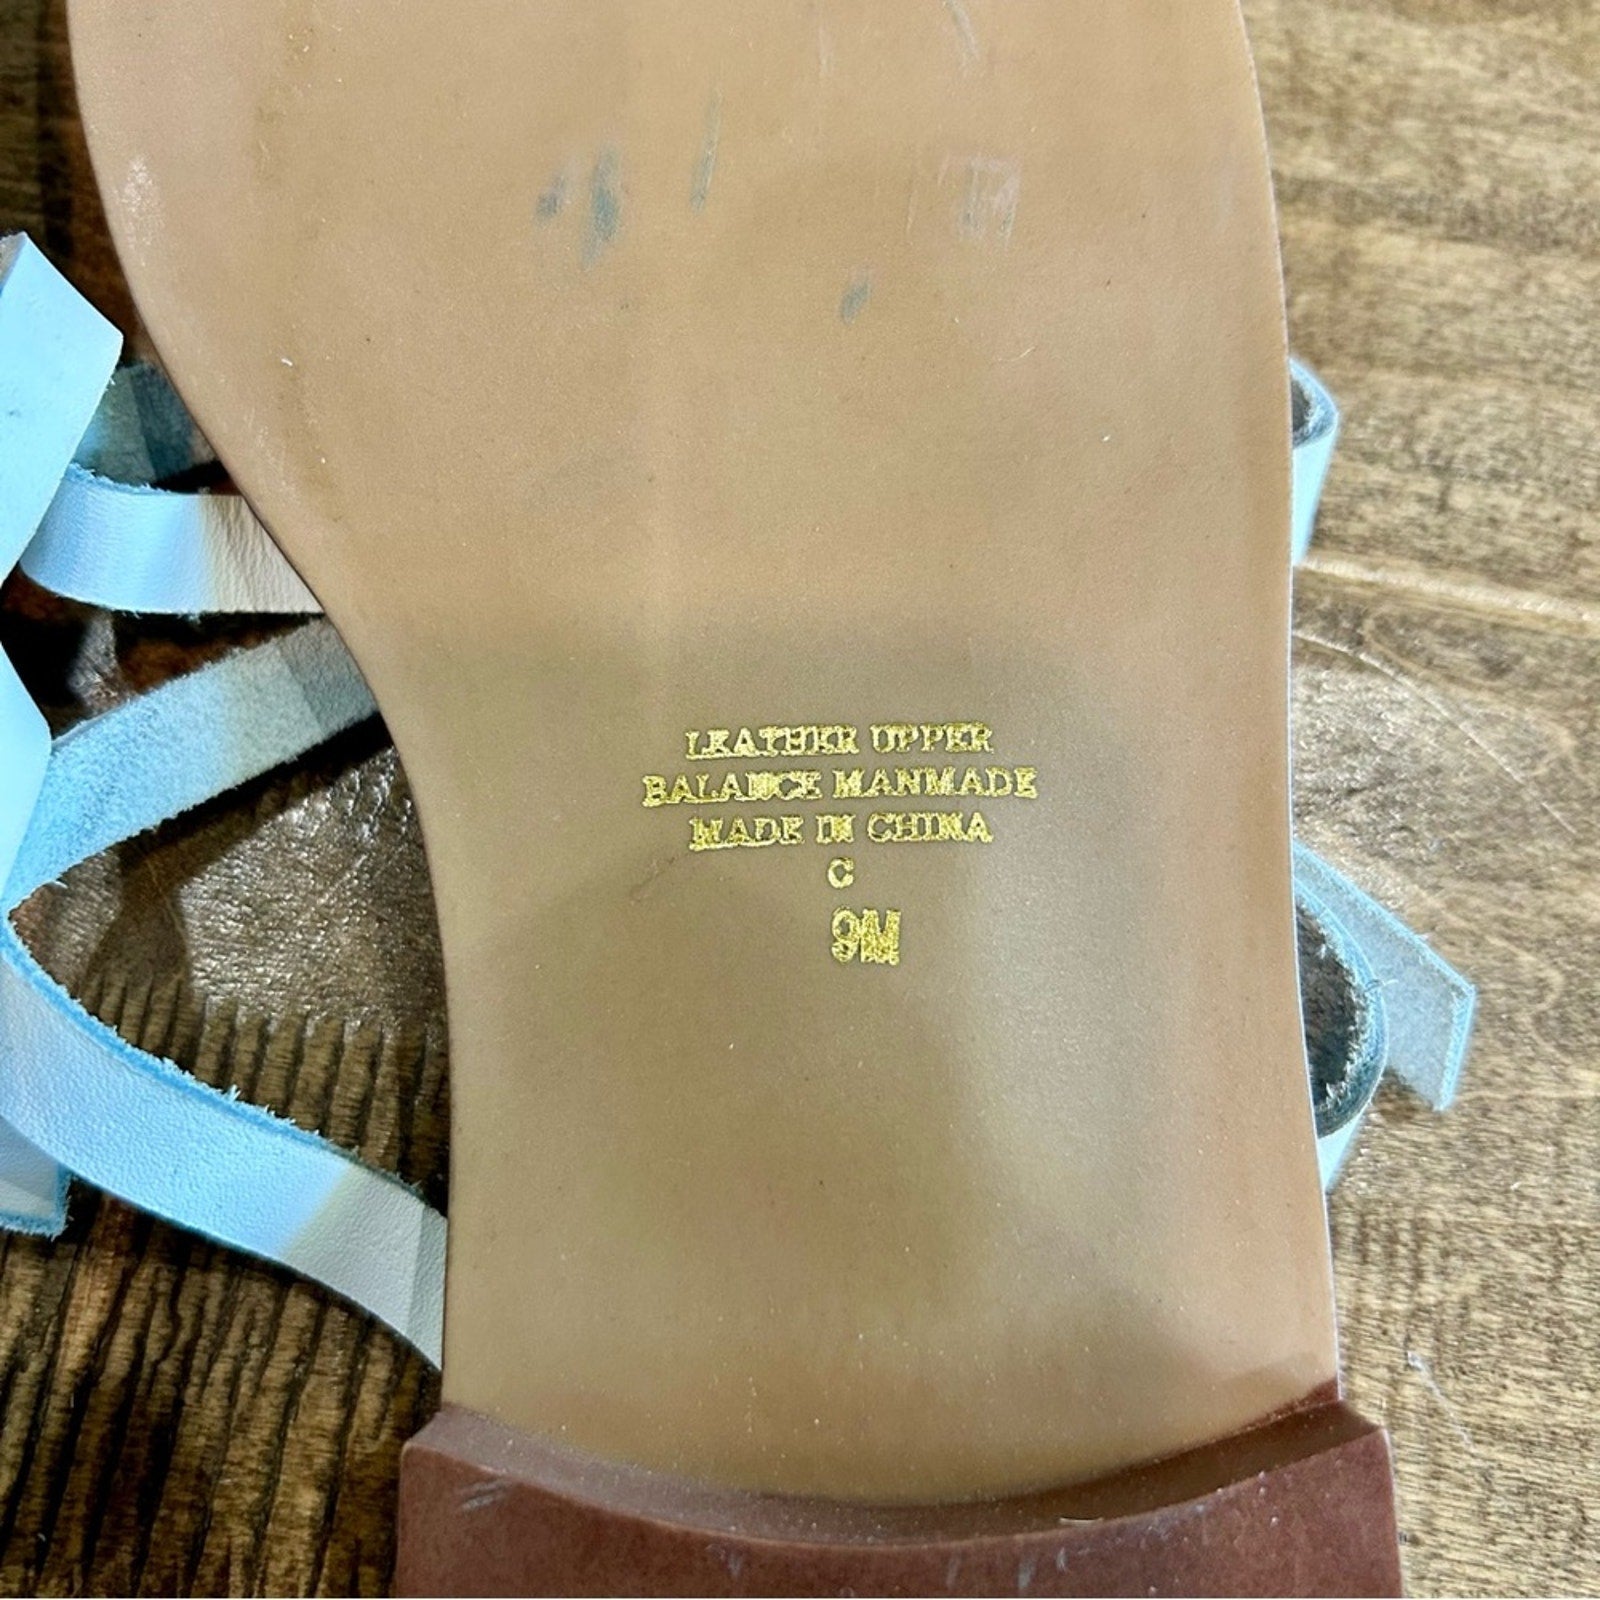 LEATHER UPPER
BALANCE MANMADE
MADE IN CHINA
C
9M